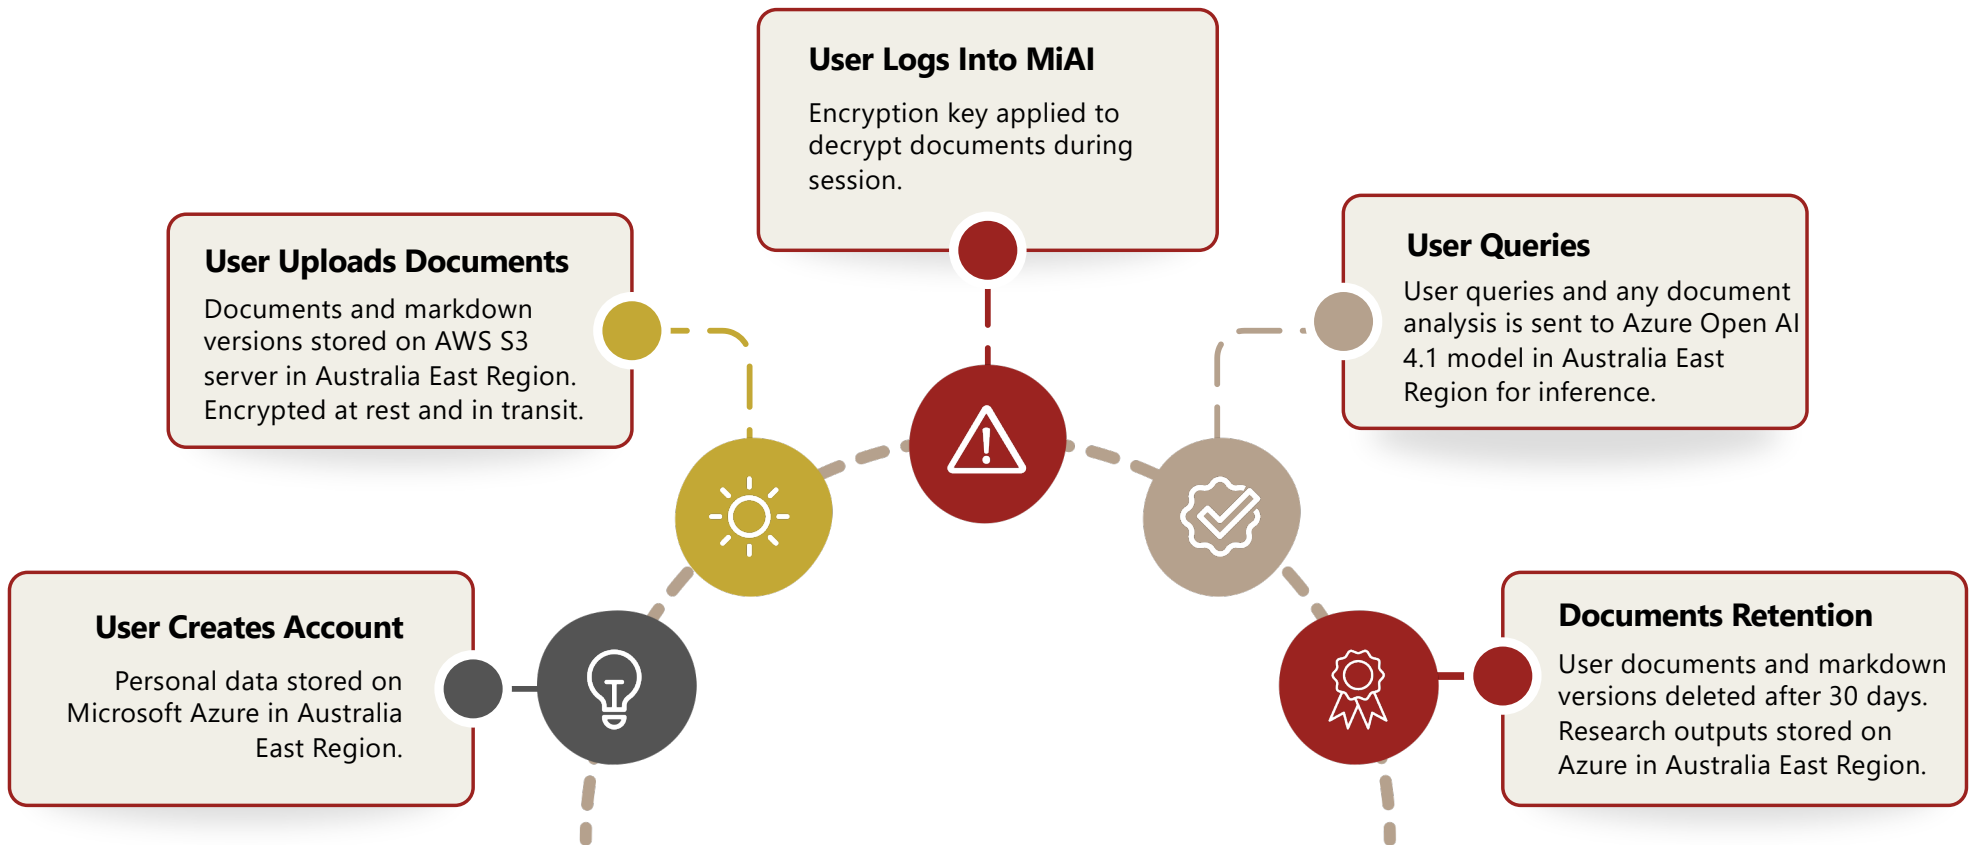 User Creates Account
Personal data stored on
Microsoft Azure in Australia
East Region.
User Uploads Documents
Documents and markdown
versions stored on AWS S3
server in Australia East Region.
Encrypted at rest and in transit.
User Logs Into MiAI
Encryption key applied to
decrypt documents during
session.
User Queries
User queries and any document
analysis is sent to Azure Open AI
4.1 model in Australia East
Region for inference.
Documents Retention
User documents and markdown
versions deleted after 30 days.
Research outputs stored on
Azure in Australia East Region.